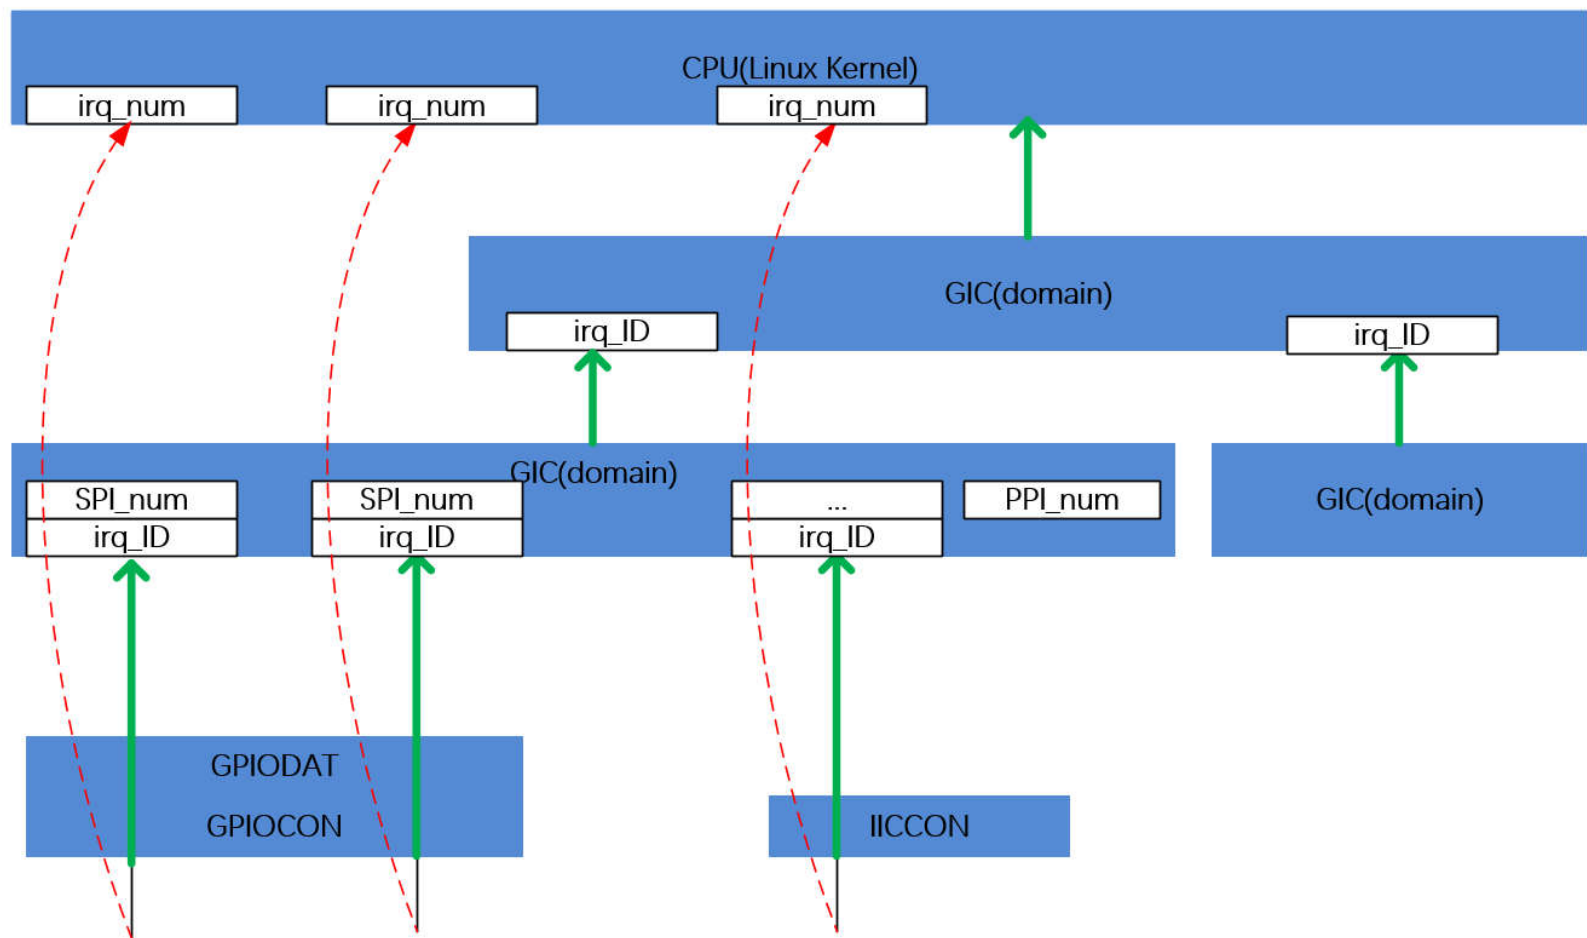 CPU(Linux Kernel)
irq_num
irq_num
irq_num
GIC(domain)
irq_ID
irq_ID
GIC(domain)
SPI_num
SPI_num
...
PPI_num
GIC(domain)
irq_ID
irq_ID
irq_ID
GPIODAT
GPIOCON
IICCON